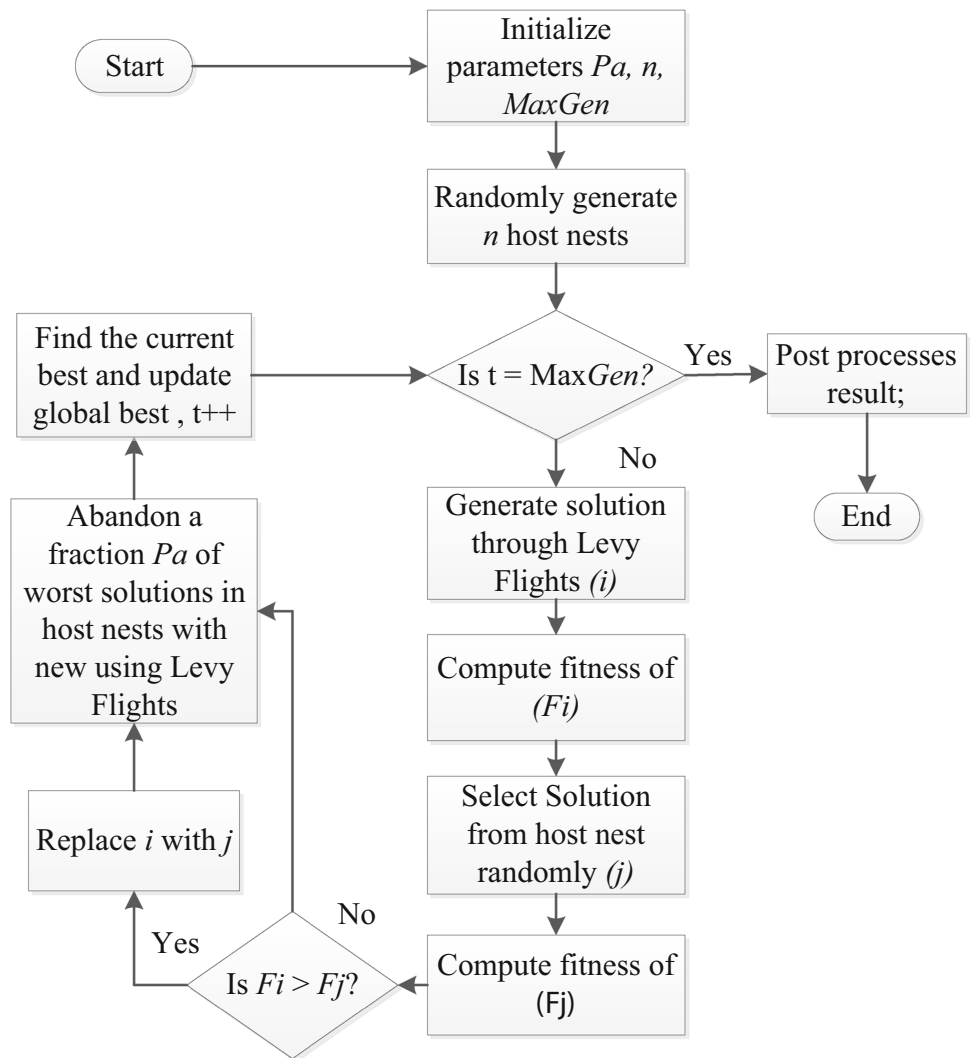 Start
Initialize
parameters Pa, n,
MaxGen
Randomly generate
n host nests
Is t = MaxGen?
Yes
Post processes
result;
End
No
Generate solution
through Levy
Flights (i)
Compute fitness of
(Fi)
Select Solution
from host nest
randomly (j)
Compute fitness of
(Fj)
Is Fi > Fj?
No
Yes
Replace i with j
Abandon a
fraction Pa of
worst solutions in
host nests with
new using Levy
Flights
Find the current
best and update
global best , t++